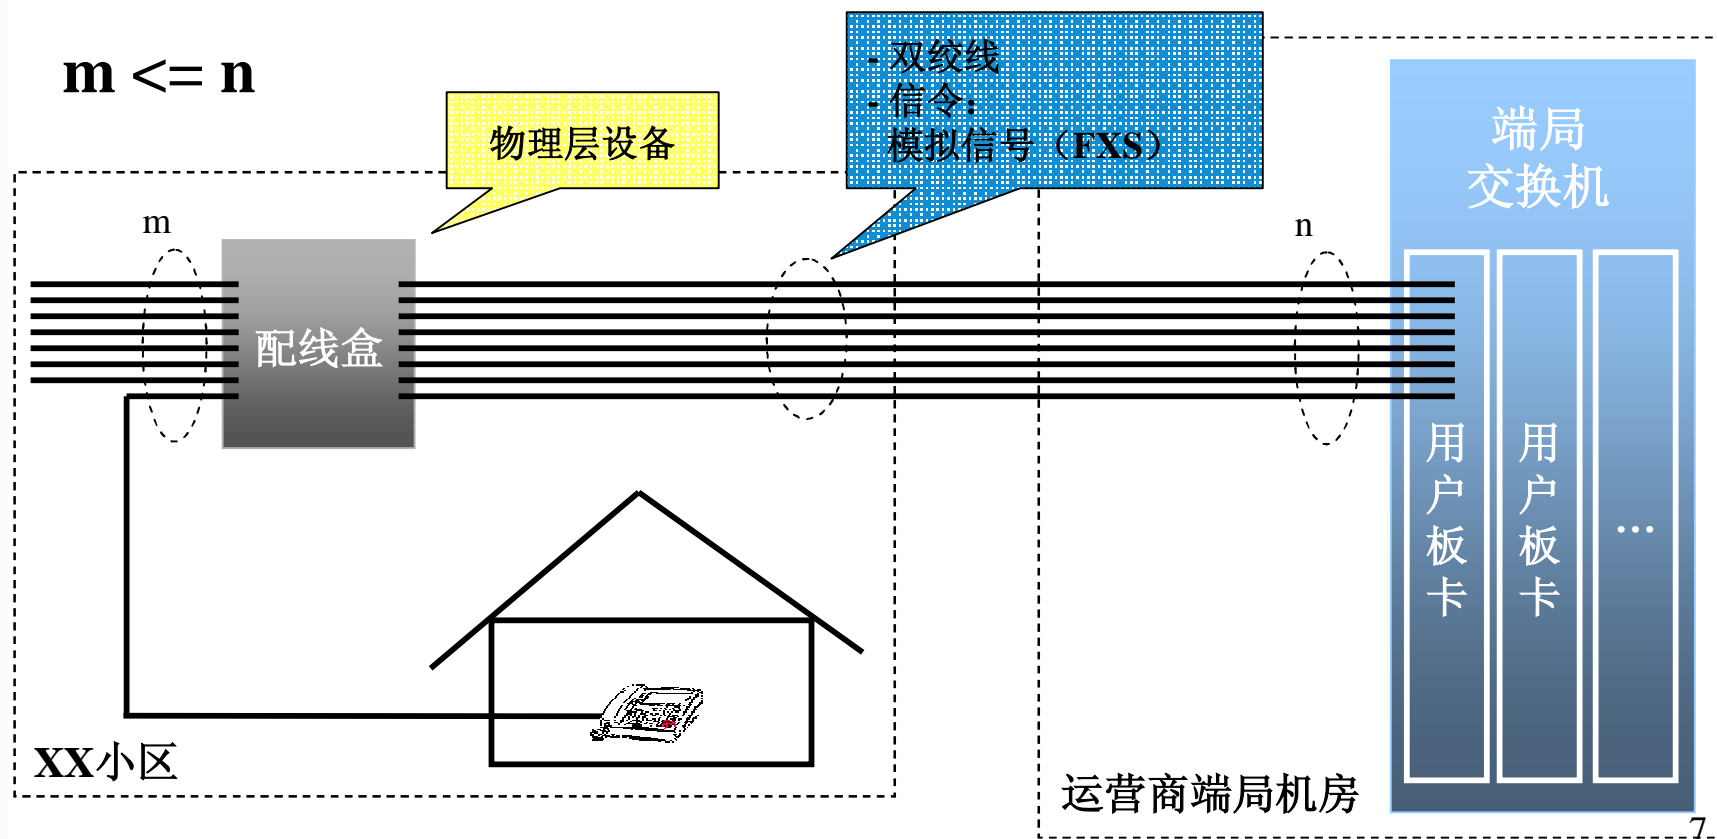 m <= n
- 双绞线
- 信令：
模拟信号（FXS）
物理层设备
端局
交换机
m
n
配线盒
用户板卡
用户板卡
…
XX小区
运营商端局机房
7